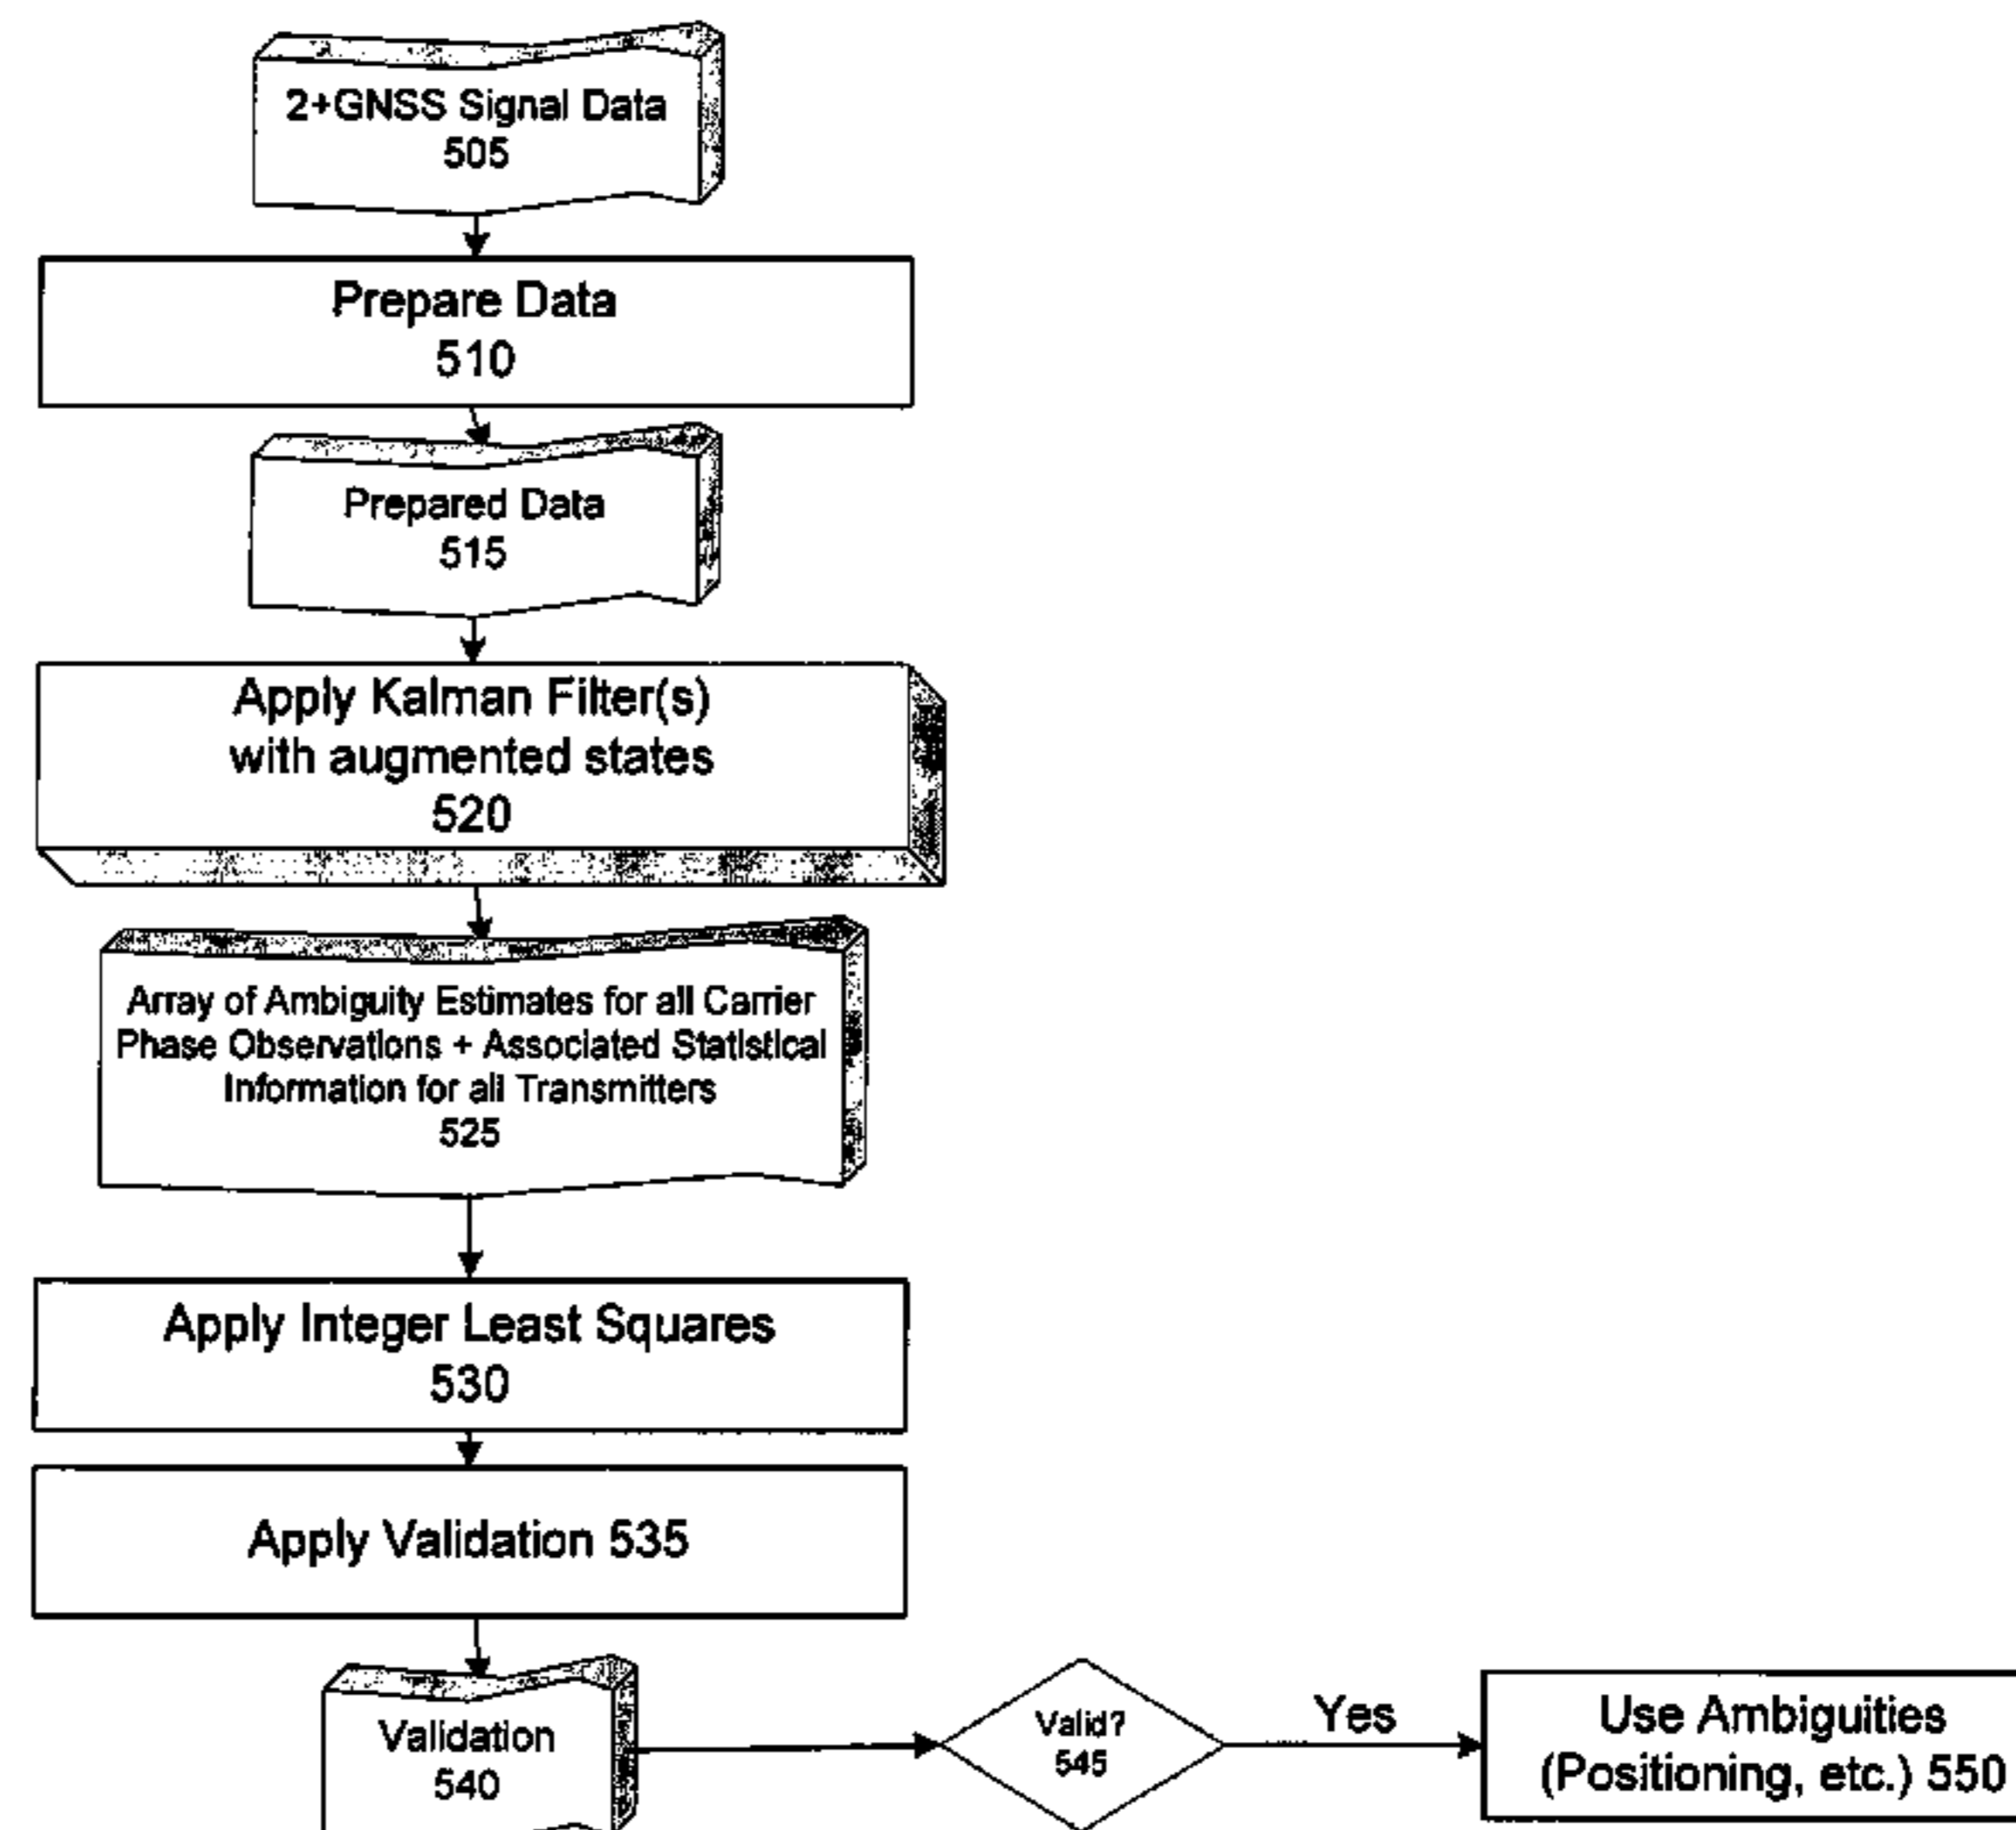 2+GNSS Signal Data
505
Prepare Data
510
Prepared Data
515
Apply Kalman Filter(s)
with augmented states
520
Array of Ambiguity Estimates for all Carrier
Phase Observations + Associated Statistical
Information for all Transmitters
525
Apply Integer Least Squares
530
Apply Validation 535
Validation
540
Valid?
545
Yes
Use Ambiguities
(Positioning, etc.) 550